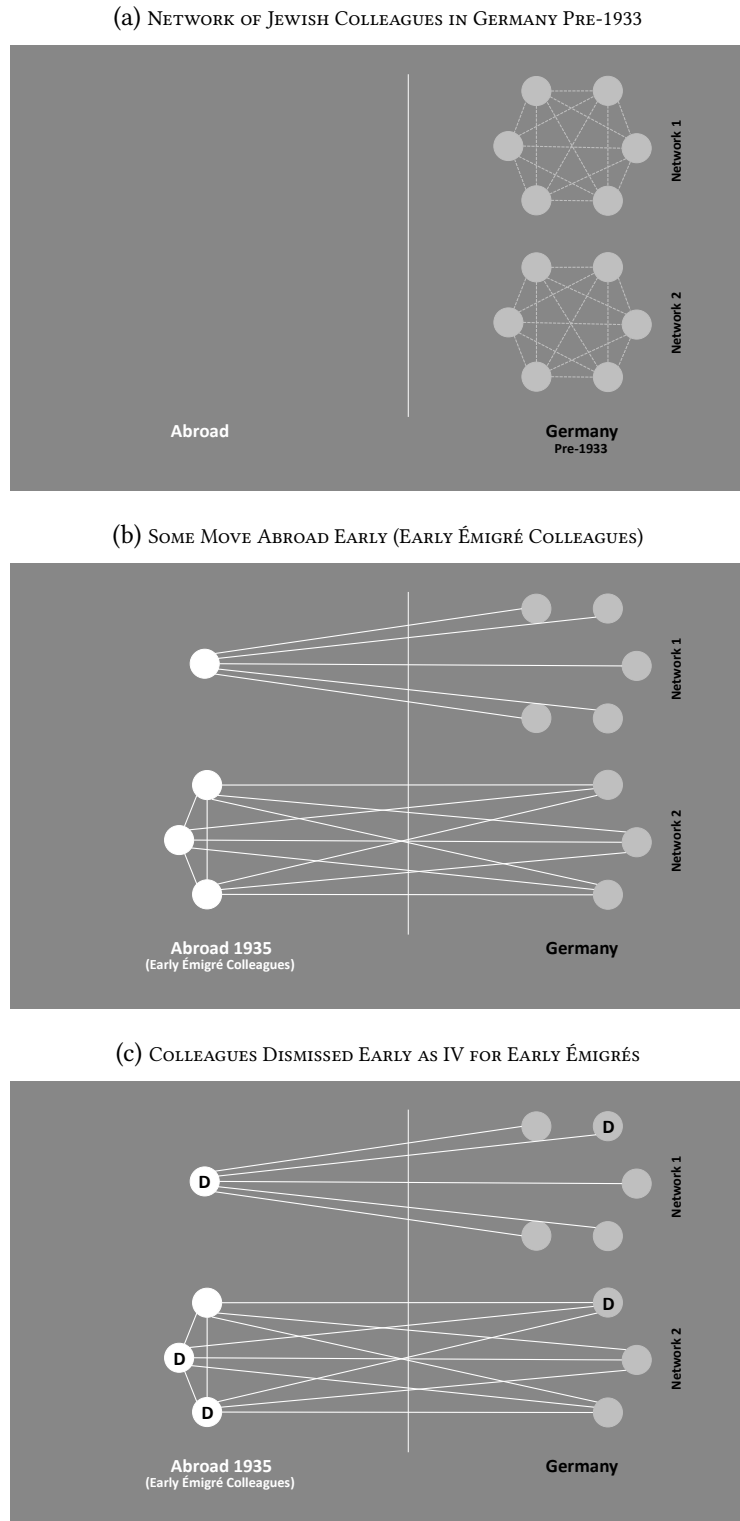 (a) Network of Jewish Colleagues in Germany Pre-1933
Network 1
Network 2
Abroad
Germany
Pre-1933
(b) Some Move Abroad Early (Early Émigré Colleagues)
Network 1
Network 2
Abroad 1935
(Early Émigré Colleagues)
Germany
(c) Colleagues Dismissed Early as IV for Early Émigrés
D
D
Network 1
D
D
D
Network 2
Abroad 1935
(Early Émigré Colleagues)
Germany